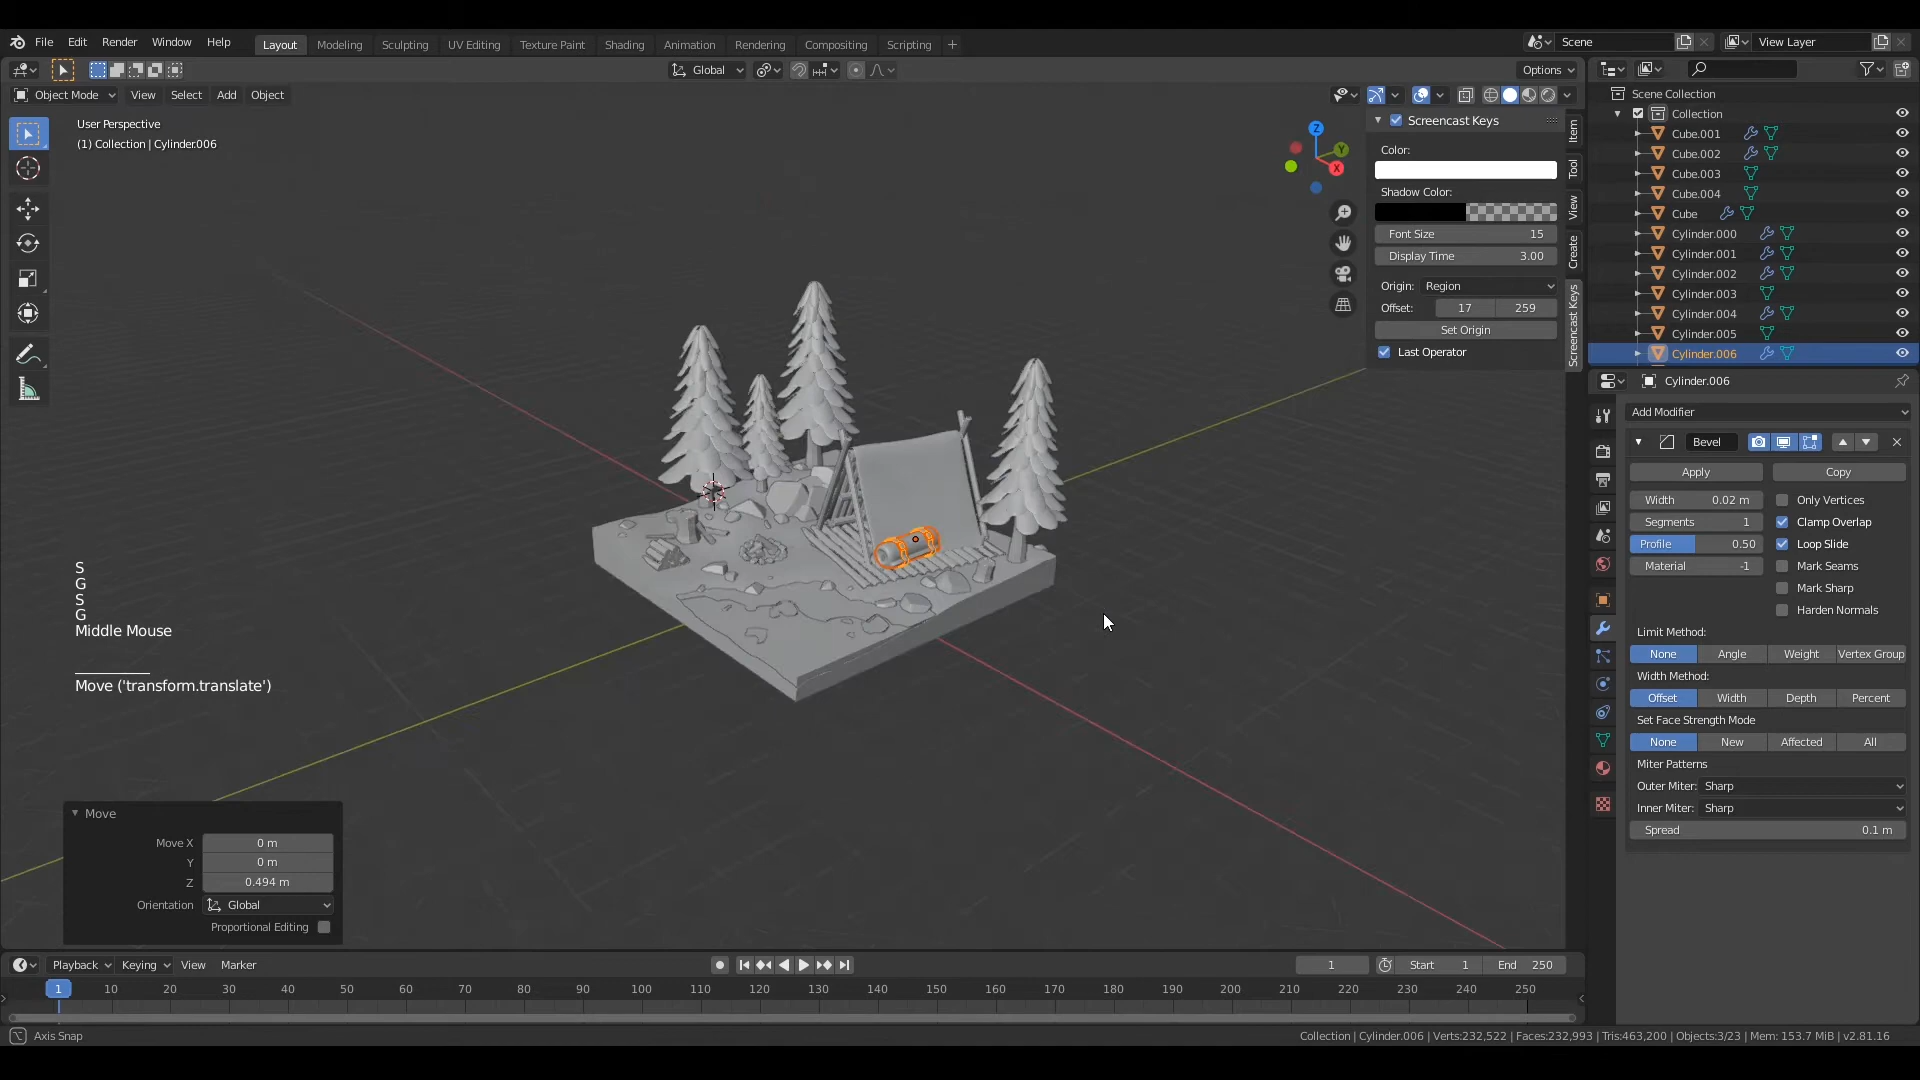 File Edit Render Window Help Layout Modeling Sculpting UV Editing Texture Paint Shading Animation Rendering Compositing Scripting + Scene View Layer
Global Options
Object Mode View Select Add Object
User Perspective
(1) Collection | Cylinder.006
Z
Y
X
Screencast Keys
Color:
Shadow Color:
Font Size 15
Display Time 3.00
Origin: Region
Offset: 17 259
Set Origin
Last Operator
Item
Tool
View
Create
Screencast Keys
Scene Collection
Collection
Cube.001
Cube.002
Cube.003
Cube.004
Cube
Cylinder.000
Cylinder.001
Cylinder.002
Cylinder.003
Cylinder.004
Cylinder.005
Cylinder.006
Cylinder.006
Add Modifier
Bevel
Apply Copy
Width 0.02 m Only Vertices
Segments 1 Clamp Overlap
Profile 0.50 Loop Slide
Material -1 Mark Seams
Mark Sharp
Harden Normals
Limit Method:
None Angle Weight Vertex Group
Width Method:
Offset Width Depth Percent
Set Face Strength Mode
None New Affected All
Miter Patterns
Outer Miter: Sharp
Inner Miter: Sharp
Spread 0.1 m
S
G
S
G
Middle Mouse
Move ('transform.translate')
Move
Move X 0 m
Y 0 m
Z 0.494 m
Orientation Global
Proportional Editing
Playback Keying View Marker 1 Start 1 End 250
1 10 20 30 40 50 60 70 80 90 100 110 120 130 140 150 160 170 180 190 200 210 220 230 240 250
Axis Snap Collection | Cylinder.006 | Verts:232,522 | Faces:232,993 | Tris:463,200 | Objects:3/23 | Mem: 153.7 MiB | v2.81.16